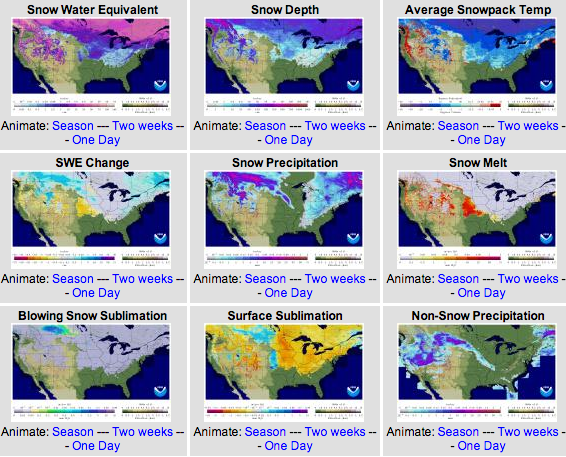 Snow Water Equivalent
Snow Depth
Average Snowpack Temp
Animate: Season --- Two weeks --
- One Day
Animate: Season --- Two weeks --
- One Day
Animate: Season --- Two weeks --
- One Day
SWE Change
Snow Precipitation
Snow Melt
Animate: Season --- Two weeks --
- One Day
Animate: Season --- Two weeks --
- One Day
Animate: Season --- Two weeks --
- One Day
Blowing Snow Sublimation
Surface Sublimation
Non-Snow Precipitation
Animate: Season --- Two weeks --
- One Day
Animate: Season --- Two weeks --
- One Day
Animate: Season --- Two weeks --
- One Day